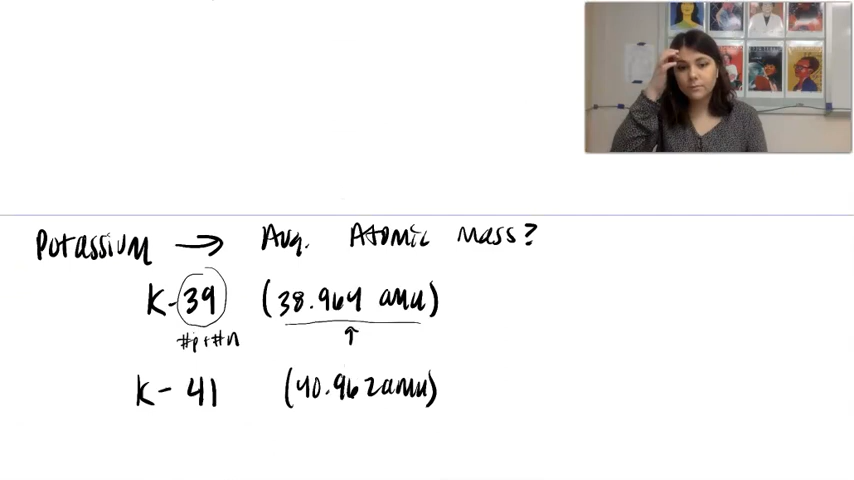 Potassium → Avg. Atomic mass?
K-39 (38.964 amu)
#p+#n ↑
K- 41 (40.962amu)